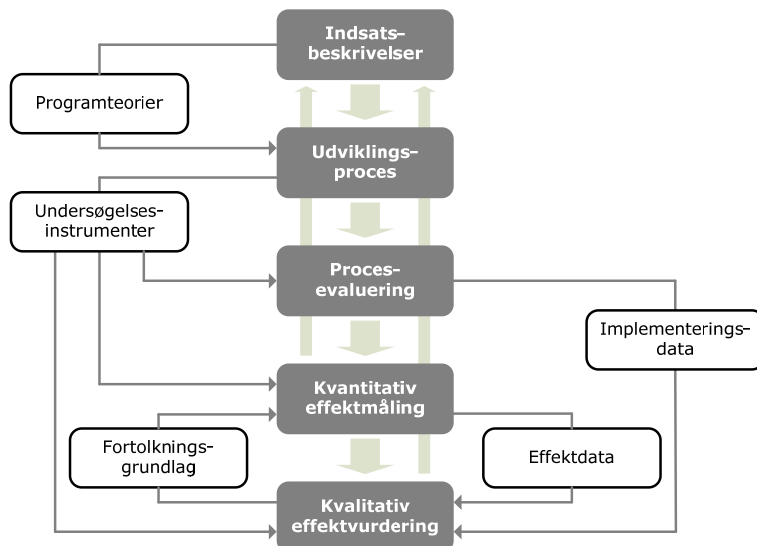 Indsats-
beskrivelser
Programteorier
Udviklings-
proces
Undersøgelses-
instrumenter
Proces-
evaluering
Implementerings-
data
Kvantitativ
effektmåling
Fortolknings-
grundlag
Effektdata
Kvalitativ
effektvurdering